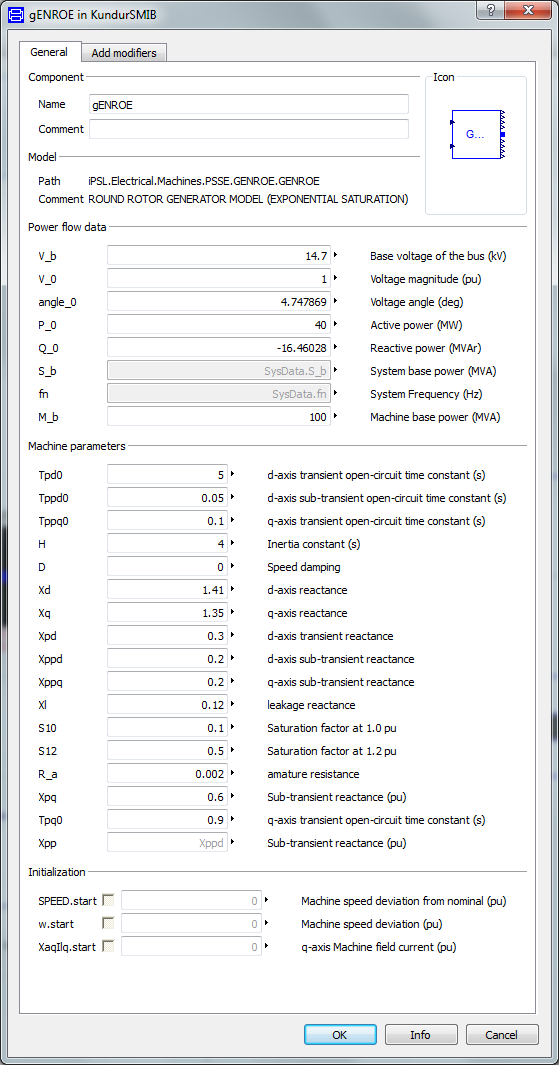 gENROE in KundurSMIB
General Add modifiers
Component
Icon
Name gENROE
G...
Comment
Model
Path iPSL.Electrical.Machines.PSSE.GENROE.GENROE
Comment ROUND ROTOR GENERATOR MODEL (EXPONENTIAL SATURATION)
Power flow data
V_b 14.7 Base voltage of the bus (kV)
V_0 1 Voltage magnitude (pu)
angle_0 4.747869 Voltage angle (deg)
P_0 40 Active power (MW)
Q_0 -16.46028 Reactive power (MVAr)
S_b SysData.S_b System base power (MVA)
fn SysData.fn System Frequency (Hz)
M_b 100 Machine base power (MVA)
Machine parameters
Tpd0 5 d-axis transient open-circuit time constant (s)
Tppd0 0.05 d-axis sub-transient open-circuit time constant (s)
Tppq0 0.1 q-axis transient open-circuit time constant (s)
H 4 Inertia constant (s)
D 0 Speed damping
Xd 1.41 d-axis reactance
Xq 1.35 q-axis reactance
Xpd 0.3 d-axis transient reactance
Xppd 0.2 d-axis sub-transient reactance
Xppq 0.2 q-axis sub-transient reactance
Xl 0.12 leakage reactance
S10 0.1 Saturation factor at 1.0 pu
S12 0.5 Saturation factor at 1.2 pu
R_a 0.002 amature resistance
Xpq 0.6 Sub-transient reactance (pu)
Tpq0 0.9 q-axis transient open-circuit time constant (s)
Xpp Xppd Sub-transient reactance (pu)
Initialization
SPEED.start 0 Machine speed deviation from nominal (pu)
w.start 0 Machine speed deviation (pu)
XaqIlq.start 0 q-axis Machine field current (pu)
OK Info Cancel